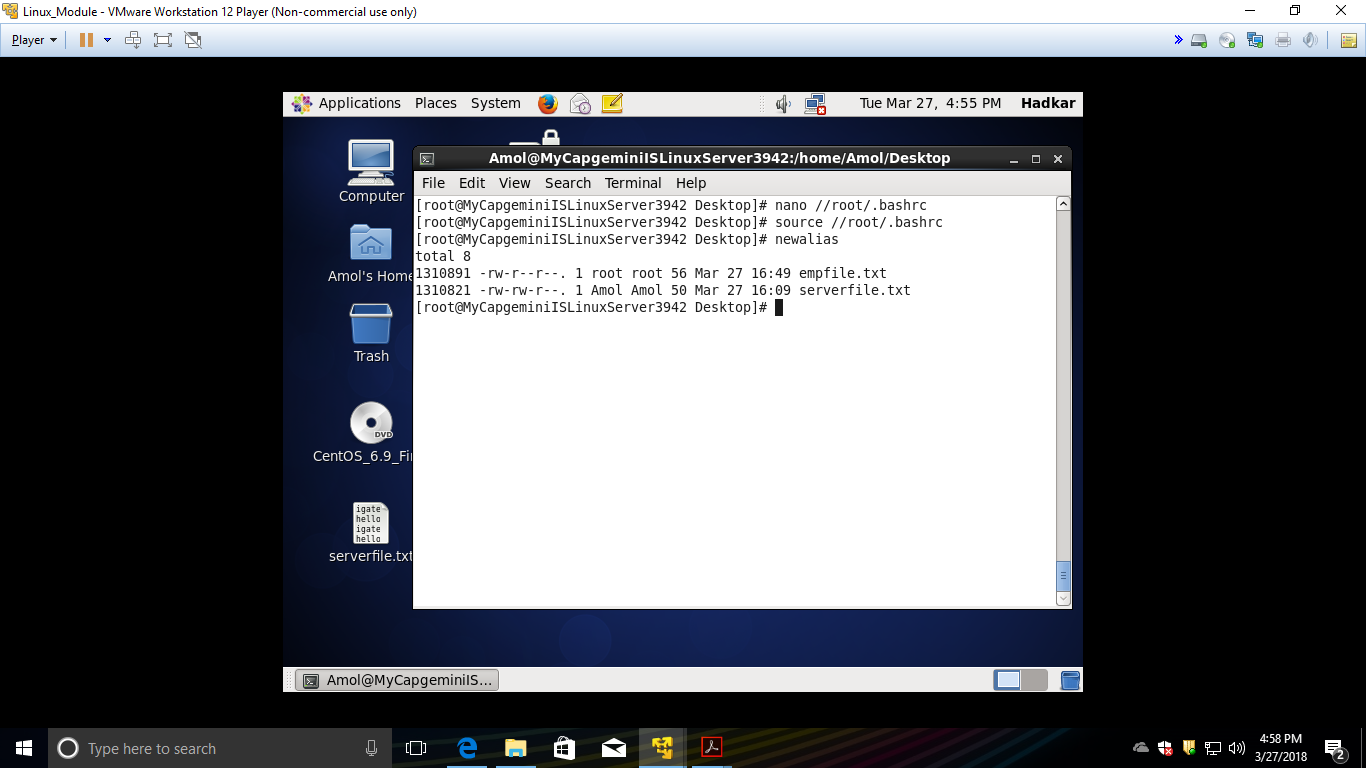 Linux_Module - VMware Workstation 12 Player (Non-commercial use only)
Player
Applications Places System Tue Mar 27, 4:55 PM Hadkar
Amol@MyCapgeminiISLinuxServer3942:/home/Amol/Desktop
File Edit View Search Terminal Help
[root@MyCapgeminiISLinuxServer3942 Desktop]# nano //root/.bashrc
[root@MyCapgeminiISLinuxServer3942 Desktop]# source //root/.bashrc
[root@MyCapgeminiISLinuxServer3942 Desktop]# newalias
total 8
1310891 -rw-r--r--. 1 root root 56 Mar 27 16:49 empfile.txt
1310821 -rw-rw-r--. 1 Amol Amol 50 Mar 27 16:09 serverfile.txt
[root@MyCapgeminiISLinuxServer3942 Desktop]#
Computer
Amol's Home
Trash
DVD
CentOS_6.9_Fi
igate
hello
igate
hello
serverfile.txt
Amol@MyCapgeminiIS...
Type here to search
4:58 PM
3/27/2018
2